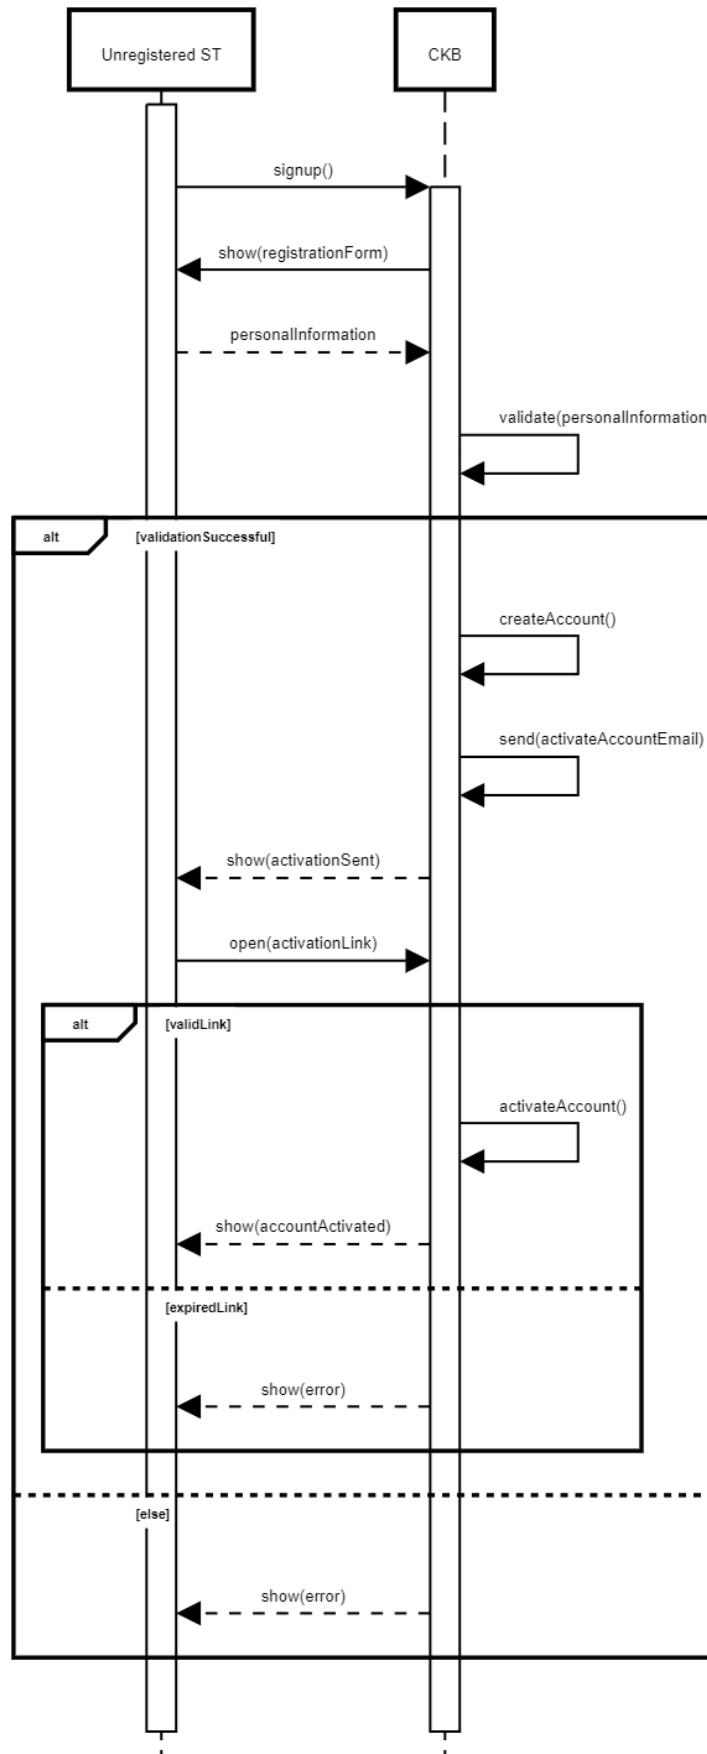 Unregistered ST
CKB
signup()
show(registrationForm)
personalInformation
validate(personalInformation
alt
[validationSuccessful]
createAccount()
send(activateAccountEmail)
show(activationSent)
open(activationLink)
alt
[validLink]
activateAccount()
show(accountActivated)
[expiredLink]
show(error)
[else]
show(error)